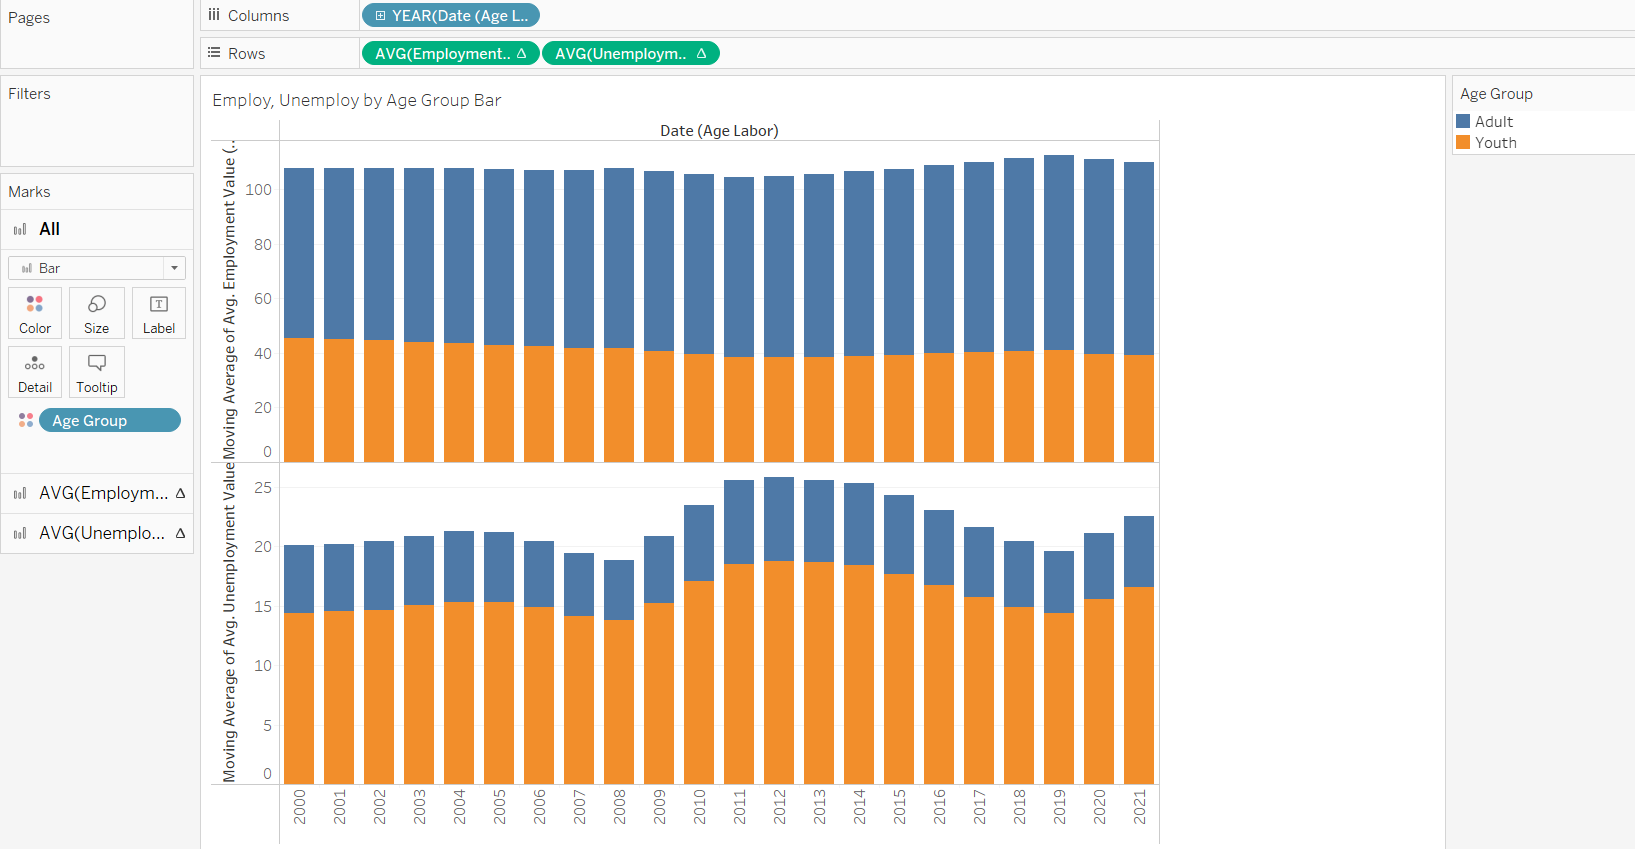 Pages
Columns
YEAR(Date (Age L..
Rows
AVG(Employment.. Δ
AVG(Unemploym.. Δ
Filters
Marks
All
Bar
Color
Size
Label
Detail
Tooltip
Age Group
AVG(Employm... Δ
AVG(Unemplo... Δ
Employ, Unemploy by Age Group Bar
Date (Age Labor)
Moving Average of Avg. Employment Value (..
100
80
60
40
20
0
Moving Average of Avg. Unemployment Value
25
20
15
10
5
0
2000
2001
2002
2003
2004
2005
2006
2007
2008
2009
2010
2011
2012
2013
2014
2015
2016
2017
2018
2019
2020
2021
Age Group
Adult
Youth